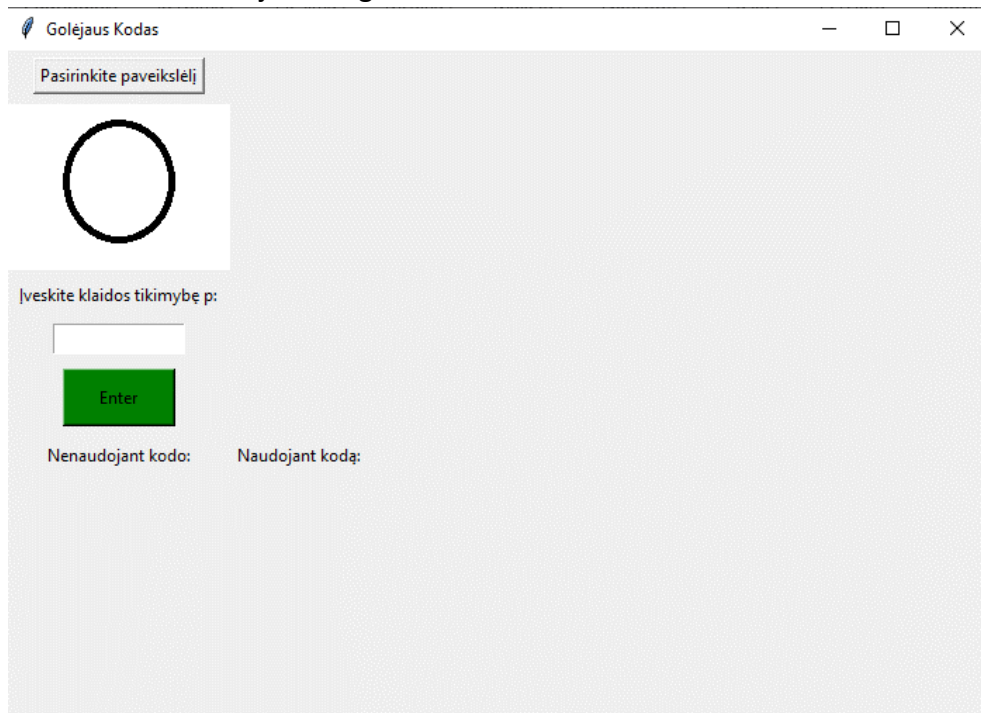 Golėjaus Kodas
Pasirinkite paveikslėlį
Įveskite klaidos tikimybę p:
Enter
Nenaudojant kodo: Naudojant kodą: